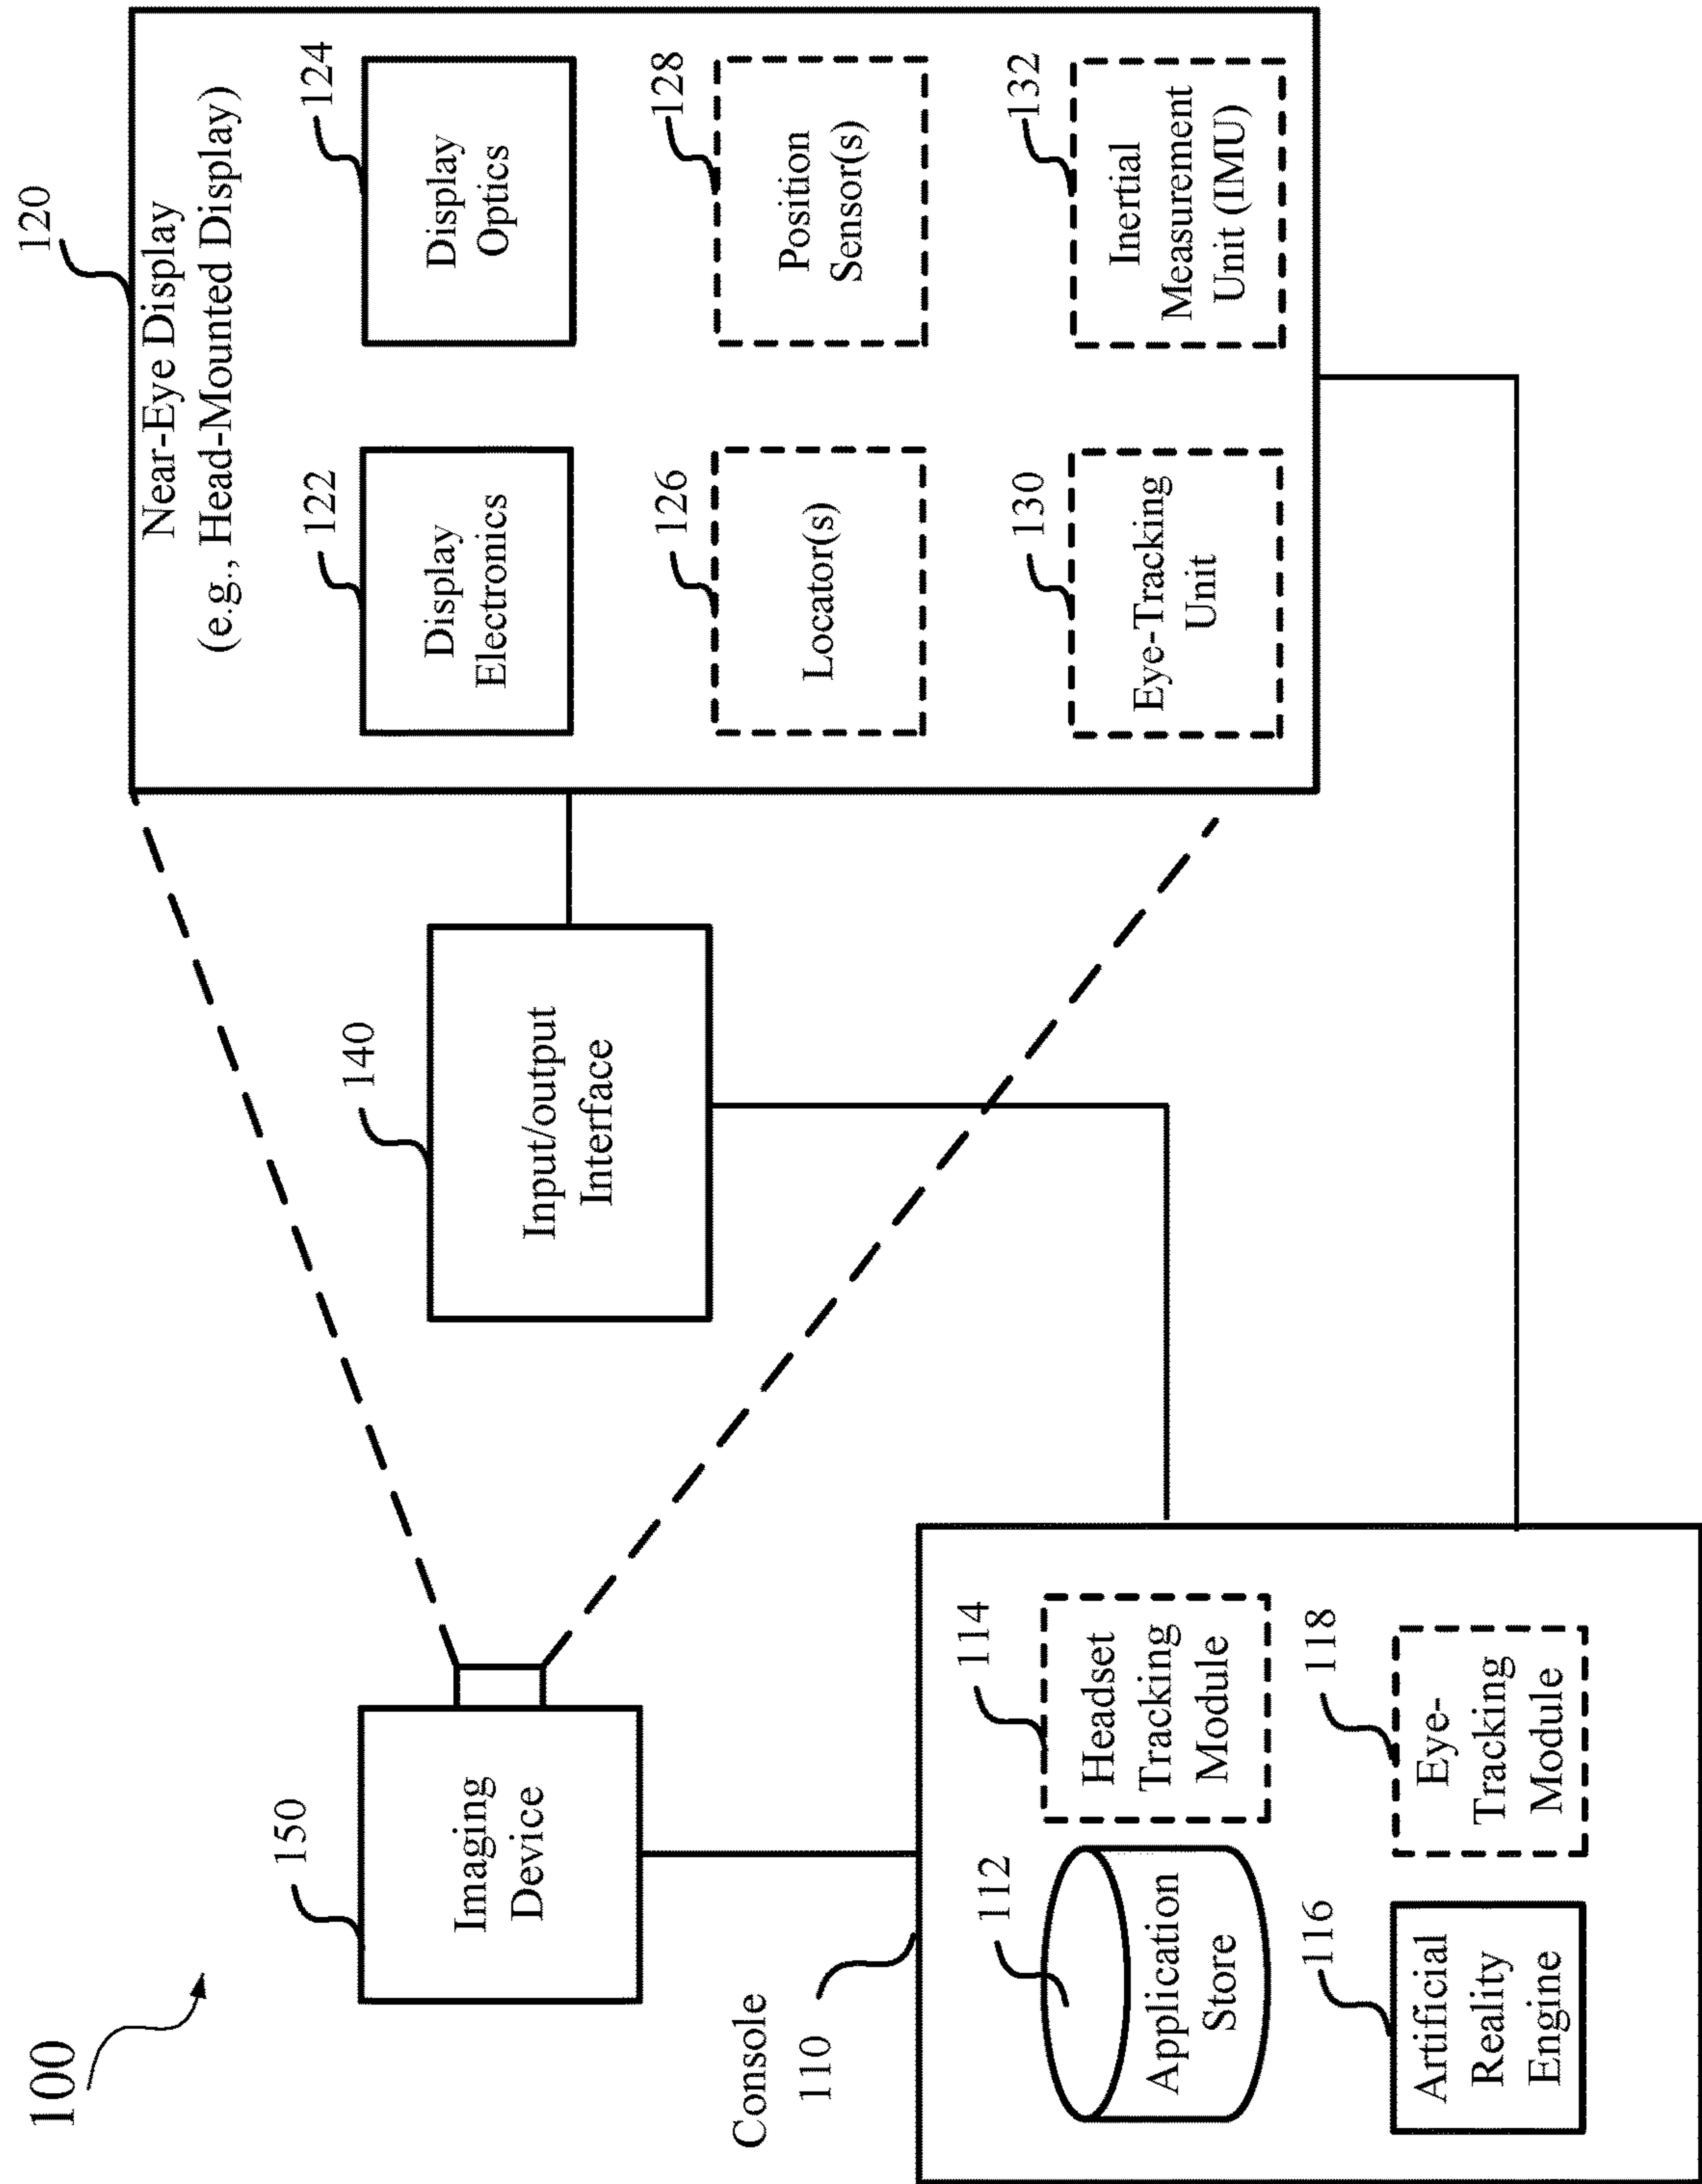 100
150
Imaging
Device
140
Input/output
Interface
120
Near-Eye Display
(e.g., Head-Mounted Display)
122
Display
Electronics
124
Display
Optics
126
Locator(s)
128
Position
Sensor(s)
130
Eye-Tracking
Unit
132
Inertial
Measurement
Unit (IMU)
Console
110
112
Application
Store
114
Headset
Tracking
Module
116
Artificial
Reality
Engine
118
Eye-
Tracking
Module